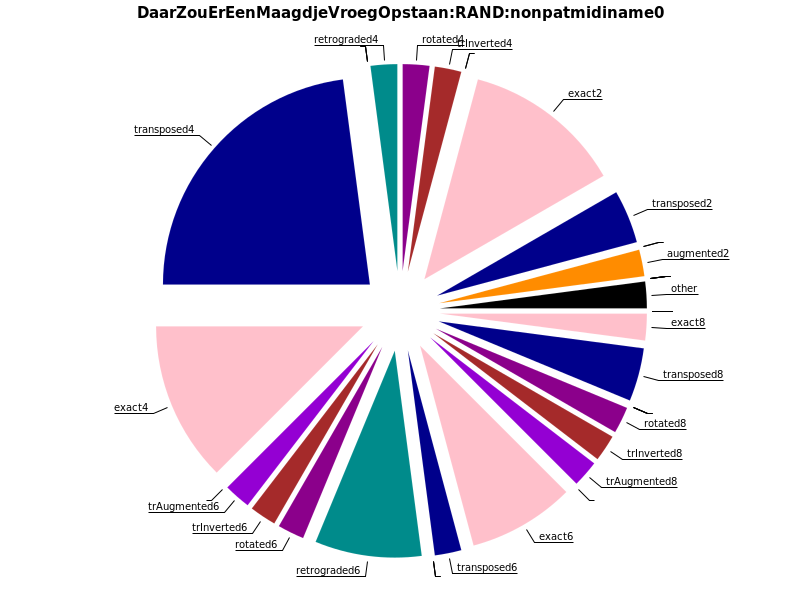 DaarZouErEenMaagdjeVroegOpstaan:RAND:nonpatmidiname0
retrograded4
rotated4
trInverted4
exact2
transposed4
transposed2
augmented2
other
exact8
transposed8
exact4
rotated8
trInverted8
trAugmented8
trAugmented6
trInverted6
rotated6
exact6
retrograded6
transposed6